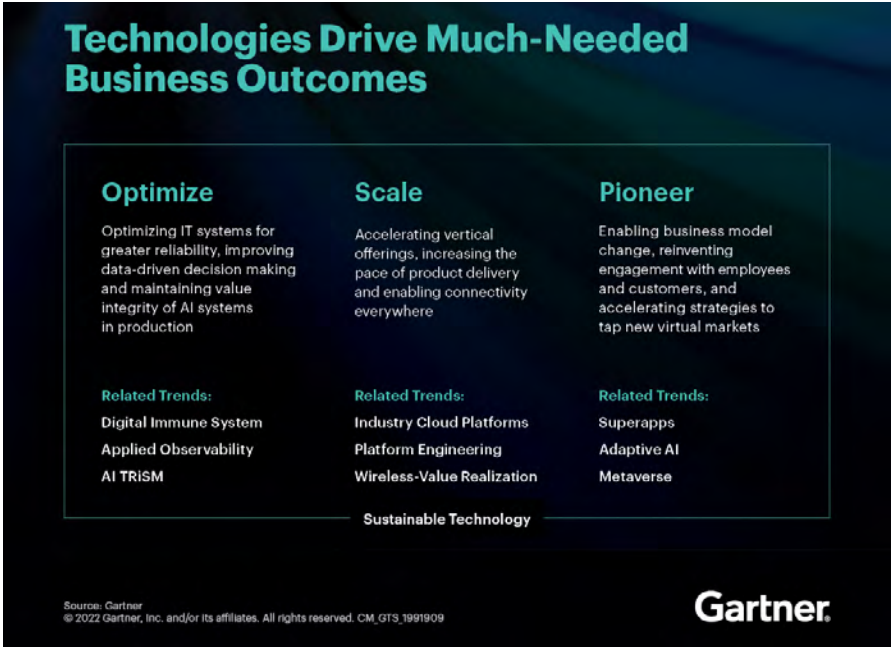 Technologies Drive Much-Needed
Business Outcomes
Optimize
Optimizing IT systems for
greater reliability, improving
data-driven decision making
and maintaining value
integrity of AI systems
in production
Related Trends:
Digital Immune System
Applied Observability
AI TRiSM
Scale
Accelerating vertical
offerings, increasing the
pace of product delivery
and enabling connectivity
everywhere
Related Trends:
Industry Cloud Platforms
Platform Engineering
Wireless-Value Realization
Pioneer
Enabling business model
change, reinventing
engagement with employees
and customers, and
accelerating strategies to
tap new virtual markets
Related Trends:
Superapps
Adaptive AI
Metaverse
Sustainable Technology
Source: Gartner
© 2022 Gartner, Inc. and/or its affiliates. All rights reserved. CM_GTS_1991909
Gartner.